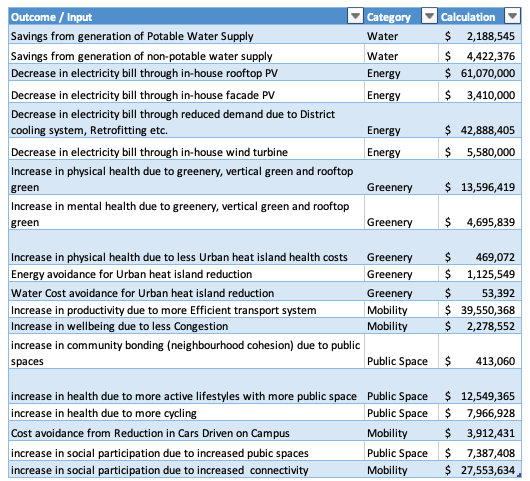 Outcome / Input Category Calculation
Savings from generation of Potable Water Supply Water $ 2,188,545
Savings from generation of non-potable water supply Water $ 4,422,376
Decrease in electricity bill through in-house rooftop PV Energy $ 61,070,000
Decrease in electricity bill through in-house facade PV Energy $ 3,410,000
Decrease in electricity bill through reduced demand due to District
cooling system, Retrofitting etc. Energy $ 42,888,405
Decrease in electricity bill through in-house wind turbine Energy $ 5,580,000
Increase in physical health due to greenery, vertical green and rooftop
green Greenery $ 13,596,419
Increase in mental health due to greenery, vertical green and rooftop
green Greenery $ 4,695,839
Increase in physical health due to less Urban heat island health costs Greenery $ 469,072
Energy avoidance for Urban heat island reduction Greenery $ 1,125,549
Water Cost avoidance for Urban heat island reduction Greenery $ 53,392
Increase in productivity due to more Efficient transport system Mobility $ 39,550,368
Increase in wellbeing due to less Congestion Mobility $ 2,278,552
increase in community bonding (neighbourhood cohesion) due to public
spaces Public Space $ 413,060
increase in health due to more active lifestyles with more public space Public Space $ 12,549,365
increase in health due to more cycling Public Space $ 7,966,928
Cost avoidance from Reduction in Cars Driven on Campus Mobility $ 3,912,431
increase in social participation due to increased pubic spaces Public Space $ 7,387,408
increase in social participation due to increased connectivity Mobility $ 27,553,634